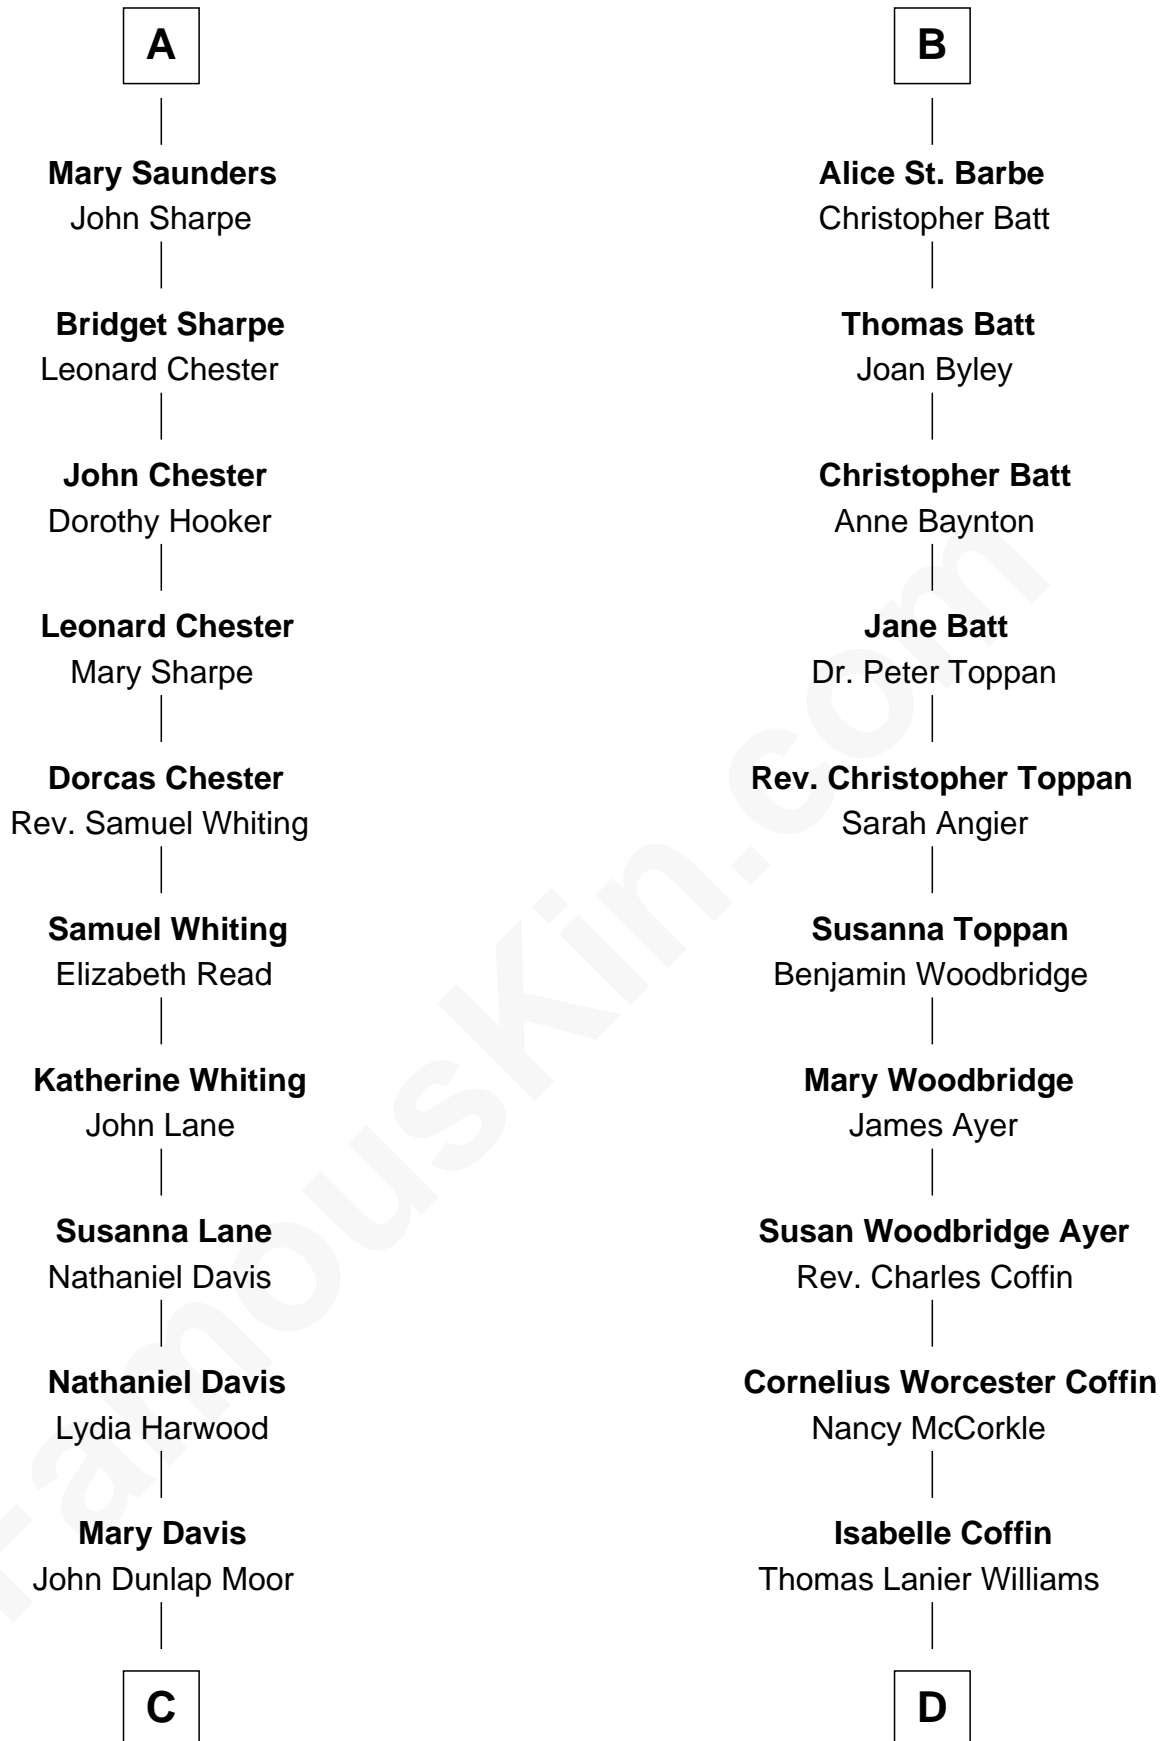 A
Mary Saunders
John Sharpe
Bridget Sharpe
Leonard Chester
John Chester
Dorothy Hooker
Leonard Chester
Mary Sharpe
Dorcas Chester
Rev. Samuel Whiting
Samuel Whiting
Elizabeth Read
Katherine Whiting
John Lane
Susanna Lane
Nathaniel Davis
Nathaniel Davis
Lydia Harwood
Mary Davis
John Dunlap Moor
C
B
Alice St. Barbe
Christopher Batt
Thomas Batt
Joan Byley
Christopher Batt
Anne Baynton
Jane Batt
Dr. Peter Toppan
Rev. Christopher Toppan
Sarah Angier
Susanna Toppan
Benjamin Woodbridge
Mary Woodbridge
James Ayer
Susan Woodbridge Ayer
Rev. Charles Coffin
Cornelius Worcester Coffin
Nancy McCorkle
Isabelle Coffin
Thomas Lanier Williams
D
FamousKin.com